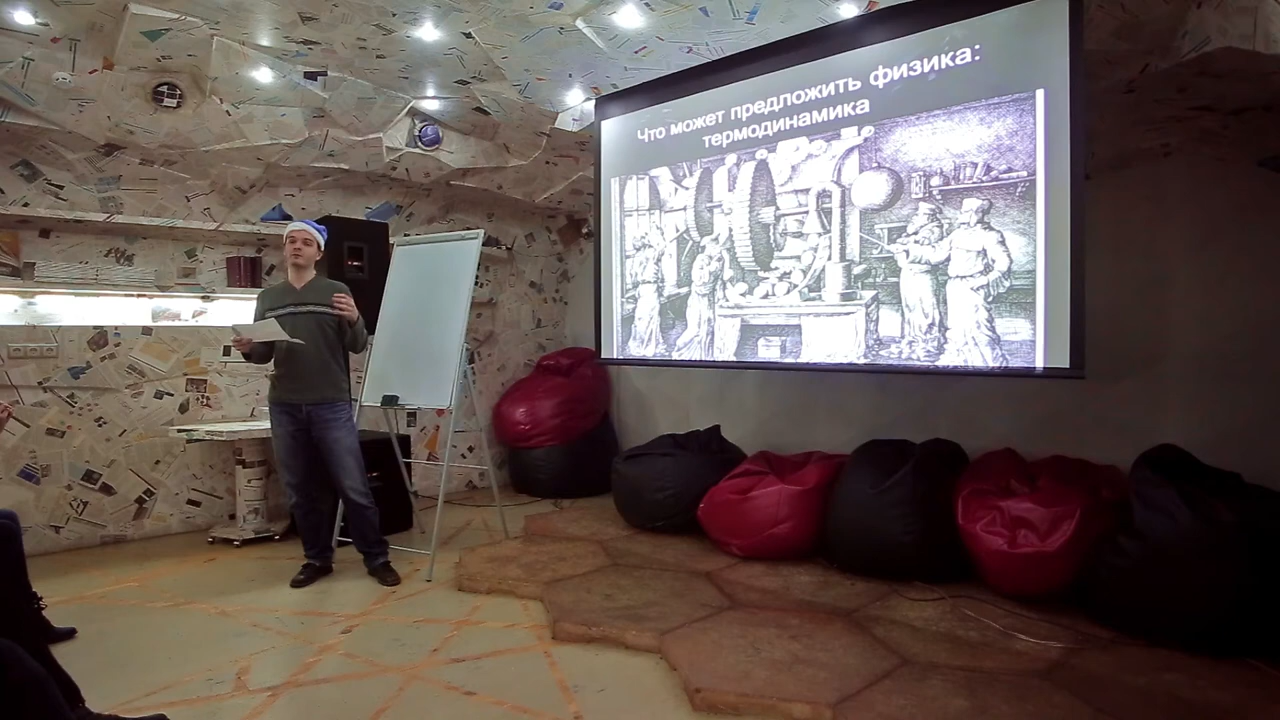 Что может предложить физика:
термодинамика